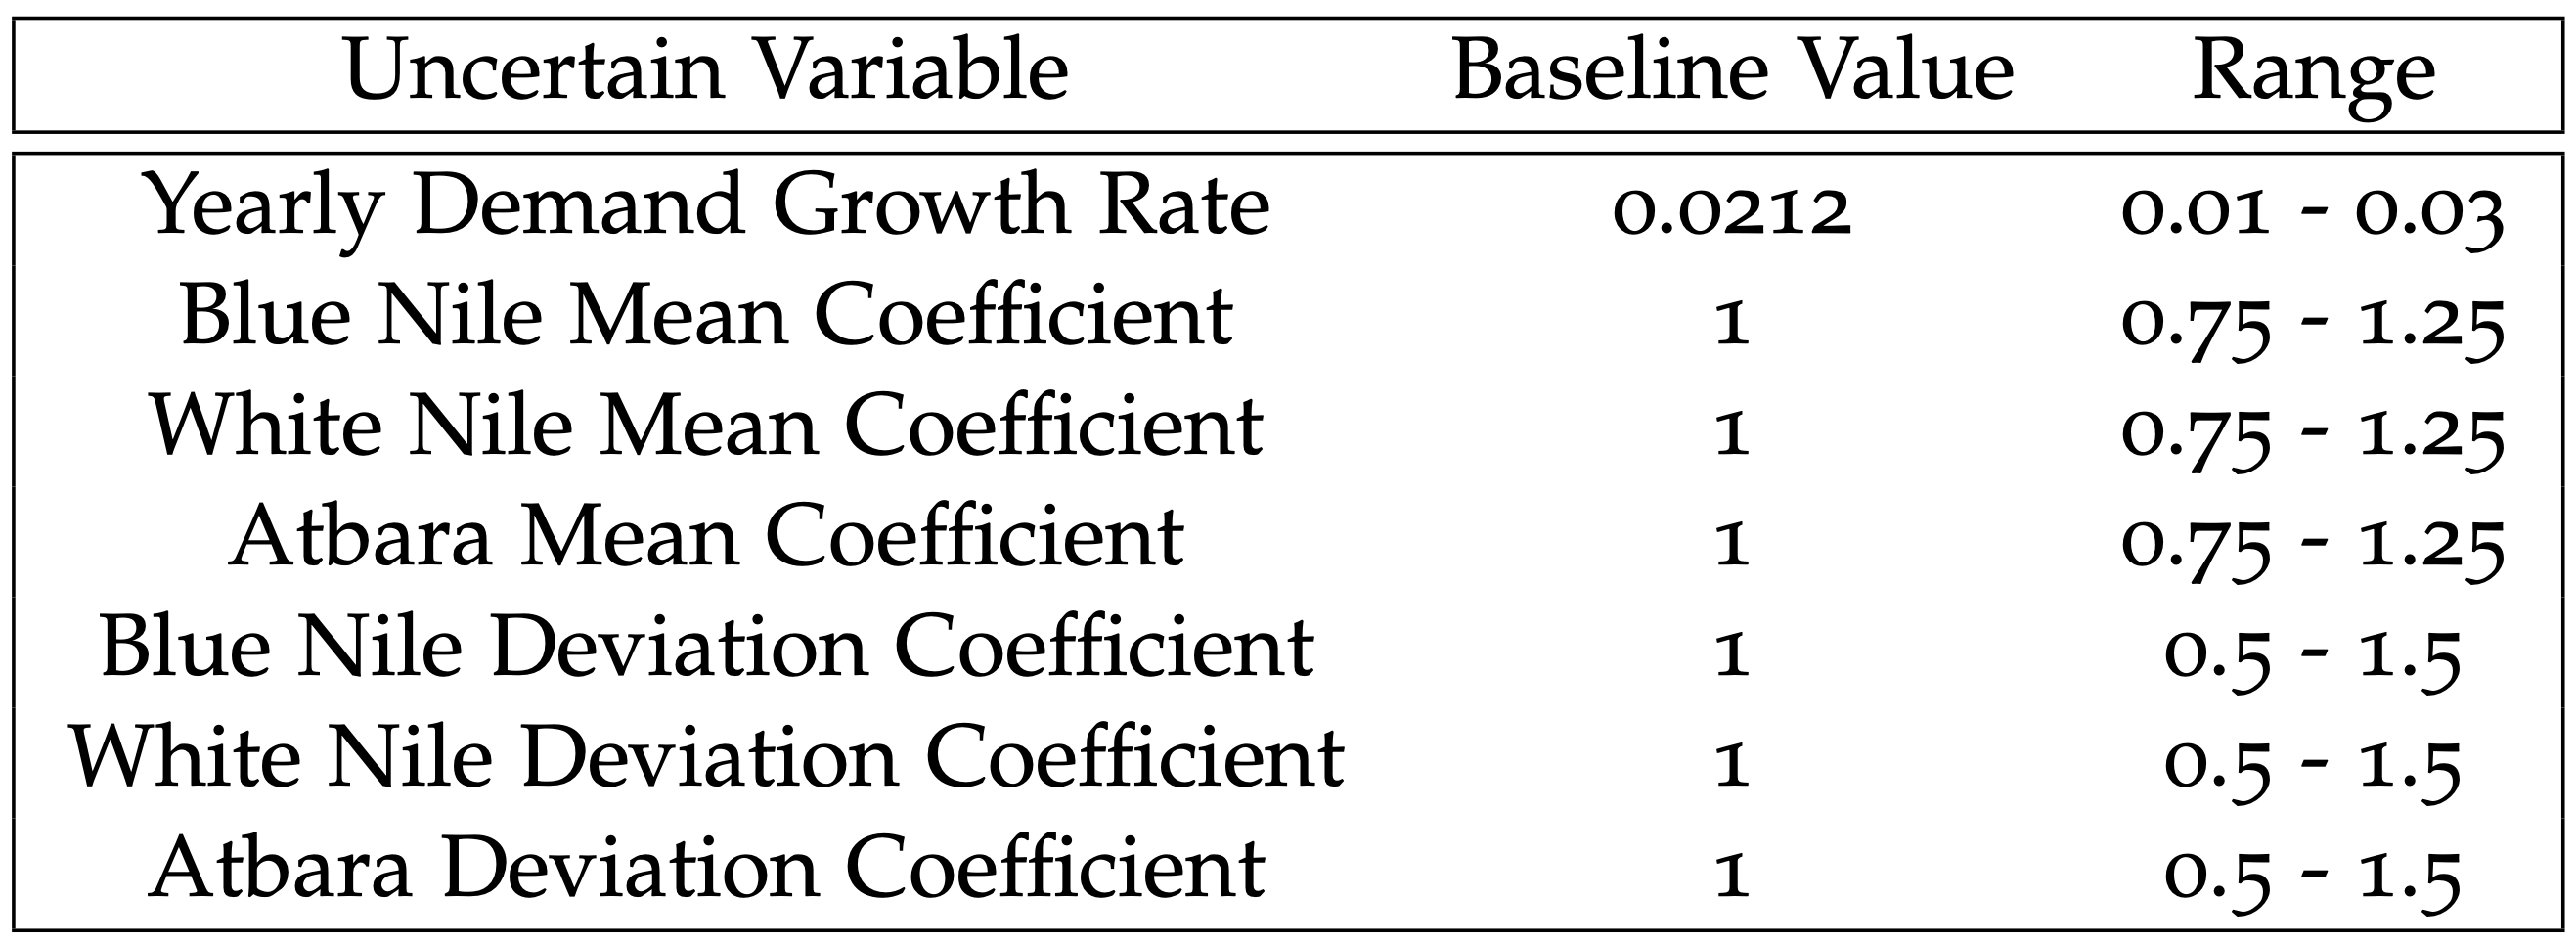 Uncertain Variable Baseline Value Range
Yearly Demand Growth Rate 0.0212 0.01 - 0.03
Blue Nile Mean Coefficient 1 0.75 - 1.25
White Nile Mean Coefficient 1 0.75 - 1.25
Atbara Mean Coefficient 1 0.75 - 1.25
Blue Nile Deviation Coefficient 1 0.5 - 1.5
White Nile Deviation Coefficient 1 0.5 - 1.5
Atbara Deviation Coefficient 1 0.5 - 1.5